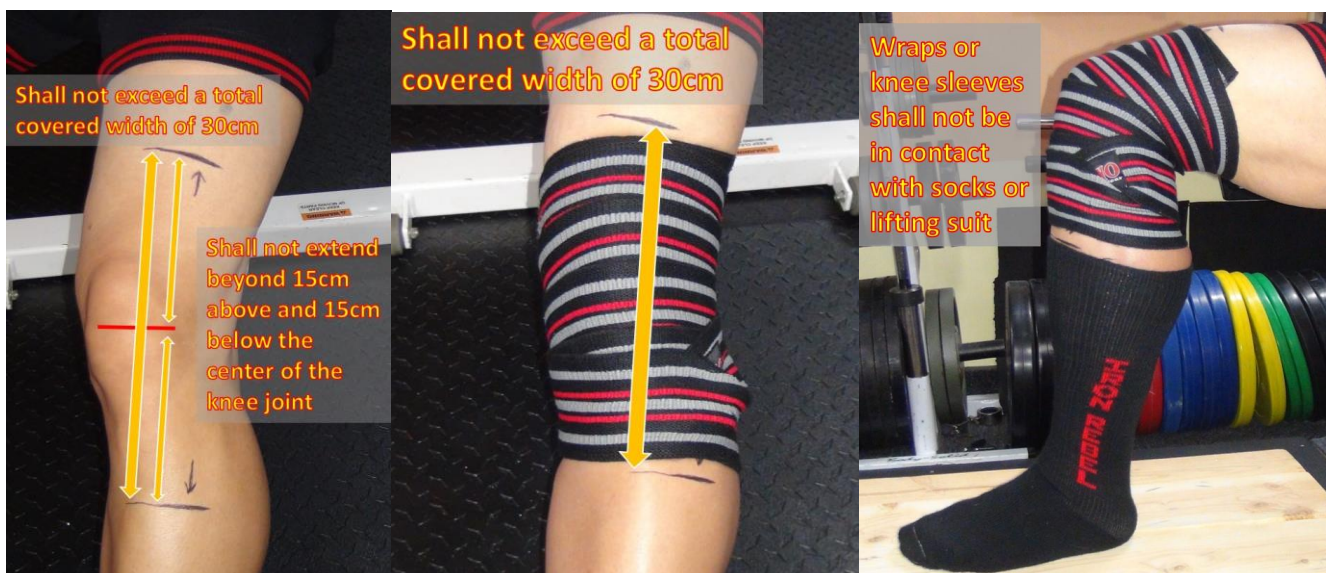 Shall not exceed a total
covered width of 30cm
Shall not extend
beyond 15cm
above and 15cm
below the
center of the
knee joint
Shall not exceed a total
covered width of 30cm
Wraps or
knee sleeves
shall not be
in contact
with socks or
lifting suit
IO